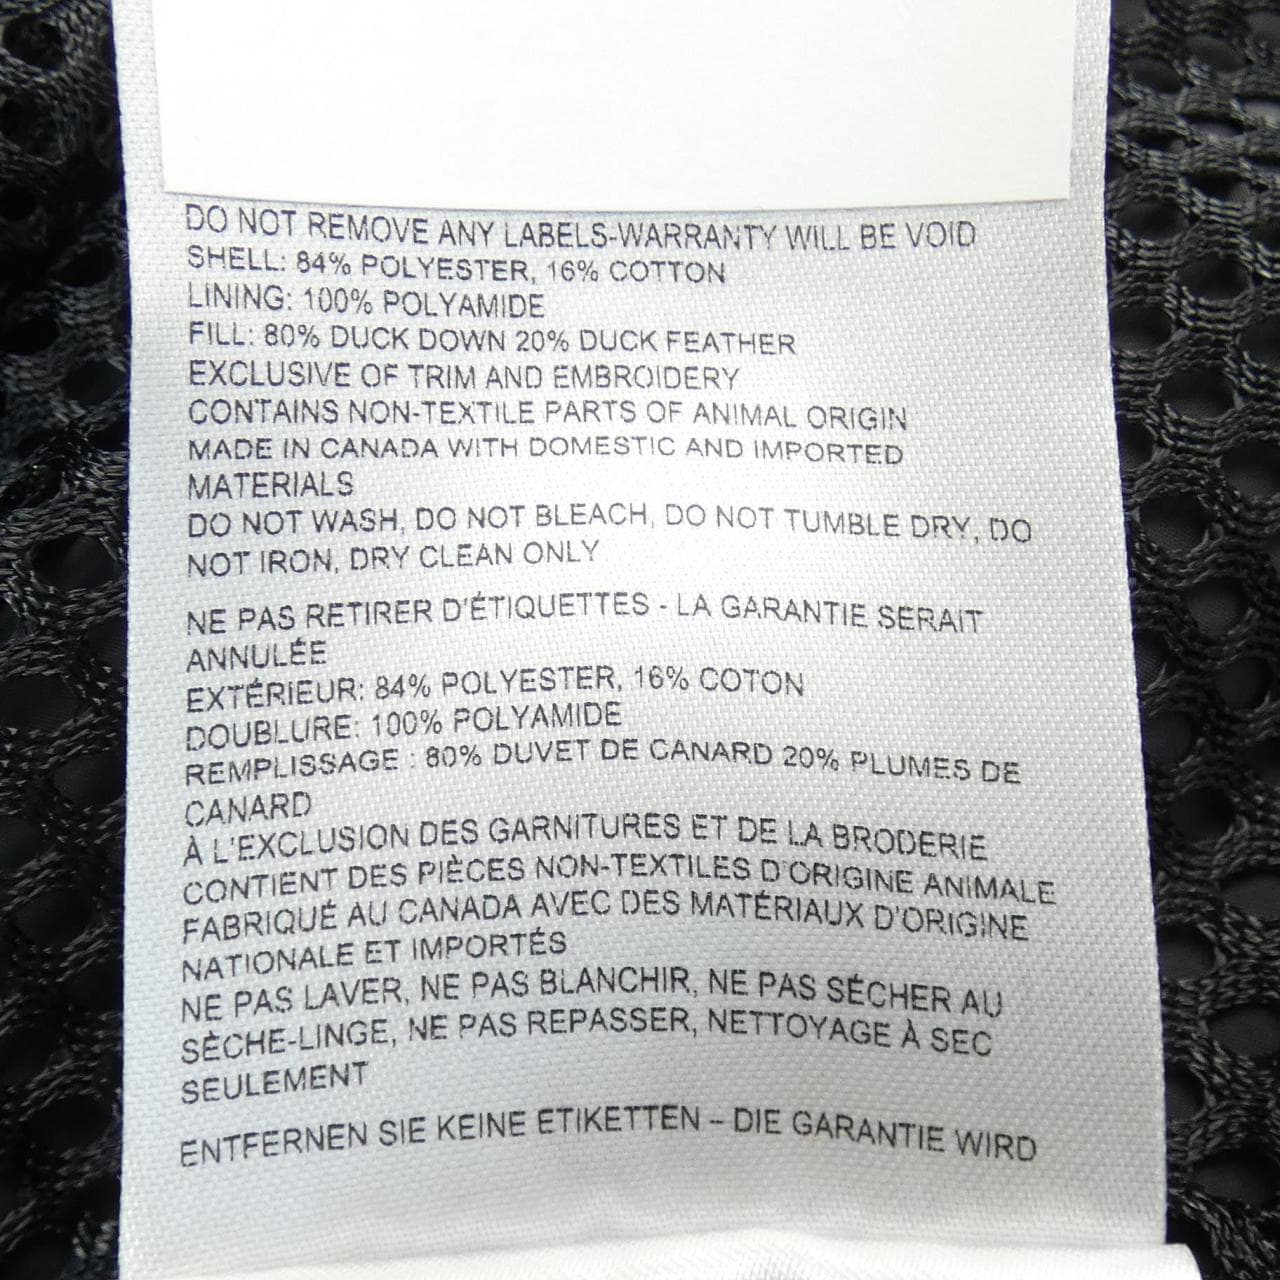 DO NOT REMOVE ANY LABELS-WARRANTY WILL BE VOID
SHELL: 84% POLYESTER, 16% COTTON
LINING: 100% POLYAMIDE
FILL: 80% DUCK DOWN 20% DUCK FEATHER
EXCLUSIVE OF TRIM AND EMBROIDERY
CONTAINS NON-TEXTILE PARTS OF ANIMAL ORIGIN
MADE IN CANADA WITH DOMESTIC AND IMPORTED
MATERIALS
DO NOT WASH, DO NOT BLEACH, DO NOT TUMBLE DRY, DO
NOT IRON, DRY CLEAN ONLY
NE PAS RETIRER D'ÉTIQUETTES - LA GARANTIE SERAIT
ANNULÉE
EXTÉRIEUR: 84% POLYESTER, 16% COTON
DOUBLURE: 100% POLYAMIDE
REMPLISSAGE : 80% DUVET DE CANARD 20% PLUMES DE
CANARD
À L'EXCLUSION DES GARNITURES ET DE LA BRODERIE
CONTIENT DES PIÈCES NON-TEXTILES D'ORIGINE ANIMALE
FABRIQUÉ AU CANADA AVEC DES MATÉRIAUX D'ORIGINE
NATIONALE ET IMPORTÉS
NE PAS LAVER, NE PAS BLANCHIR, NE PAS SÉCHER AU
SÈCHE-LINGE, NE PAS REPASSER, NETTOYAGE À SEC
SEULEMENT
ENTFERNEN SIE KEINE ETIKETTEN – DIE GARANTIE WIRD